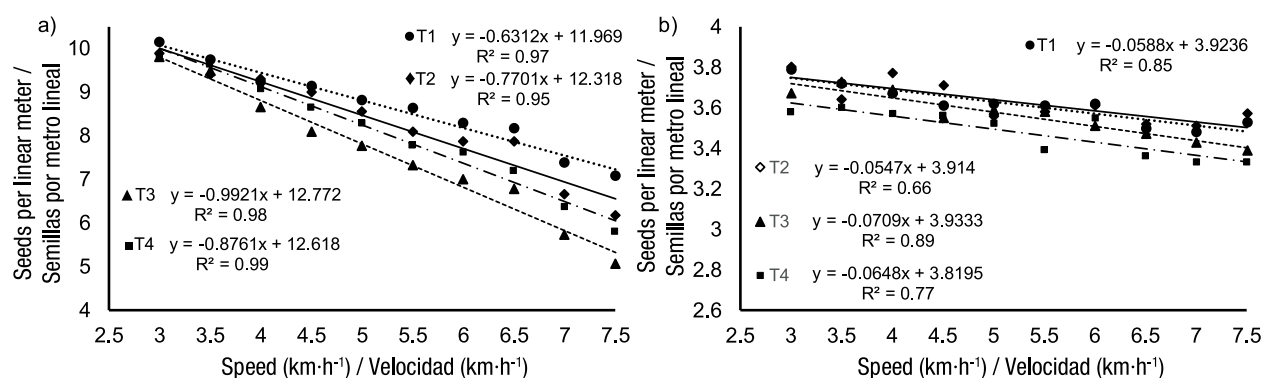 a)
Seeds per linear meter /
Semillas por metro lineal
10
9
8
7
6
5
4
T1 y = -0.6312x + 11.969
R² = 0.97
T2 y = -0.7701x + 12.318
R² = 0.95
T3 y = -0.9921x + 12.772
R² = 0.98
T4 y = -0.8761x + 12.618
R² = 0.99
2.5 3 3.5 4 4.5 5 5.5 6 6.5 7 7.5
Speed (km·h⁻¹) / Velocidad (km·h⁻¹)
b)
Seeds per linear meter /
Semillas por metro lineal
4
3.8
3.6
3.4
3.2
3
2.8
2.6
T1 y = -0.0588x + 3.9236
R² = 0.85
T2 y = -0.0547x + 3.914
R² = 0.66
T3 y = -0.0709x + 3.9333
R² = 0.89
T4 y = -0.0648x + 3.8195
R² = 0.77
2.5 3 3.5 4 4.5 5 5.5 6 6.5 7 7.5
Speed (km·h⁻¹) / Velocidad (km·h⁻¹)